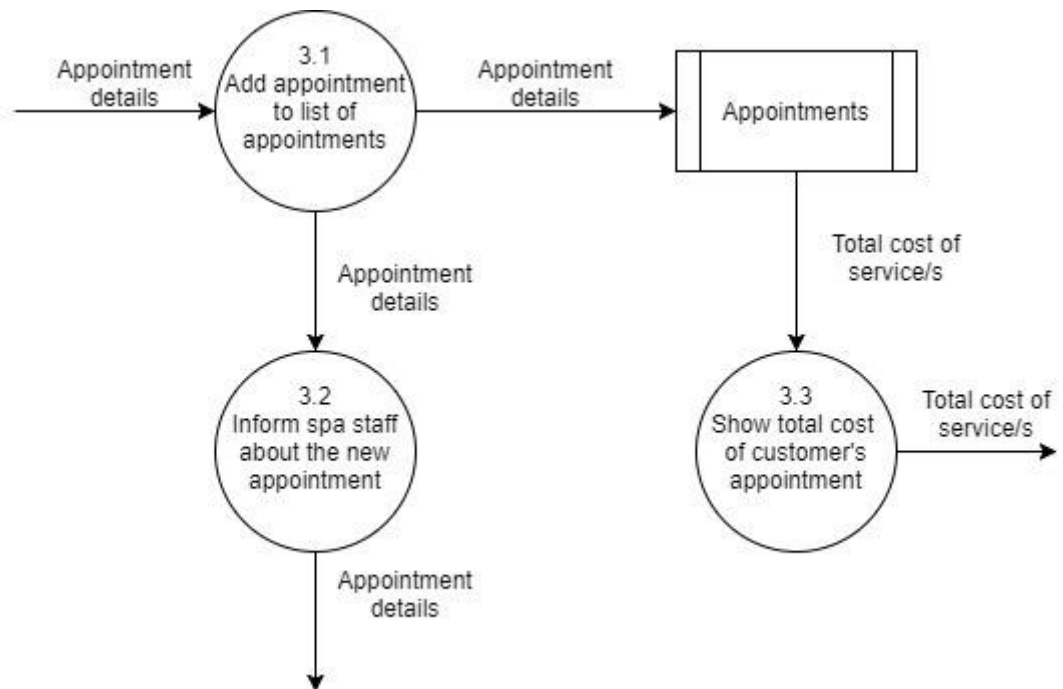 Appointment
details
3.1
Add appointment
to list of
appointments
Appointment
details
Appointments
Appointment
details
Total cost of
service/s
3.2
Inform spa staff
about the new
appointment
3.3
Show total cost
of customer's
appointment
Total cost of
service/s
Appointment
details